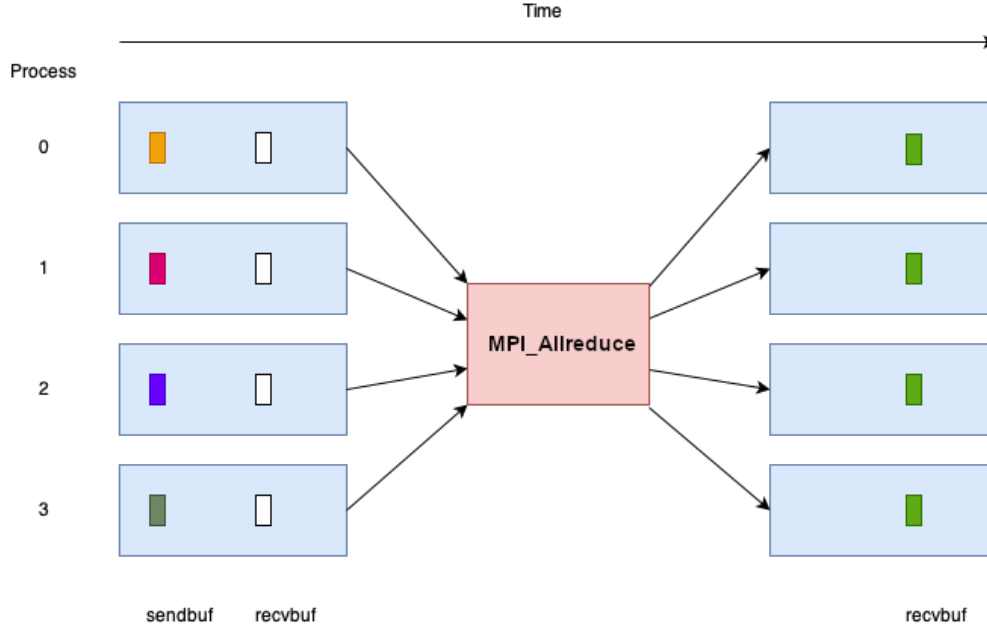 Time
Process
0
1
MPI_Allreduce
2
3
sendbuf recvbuf recvbuf